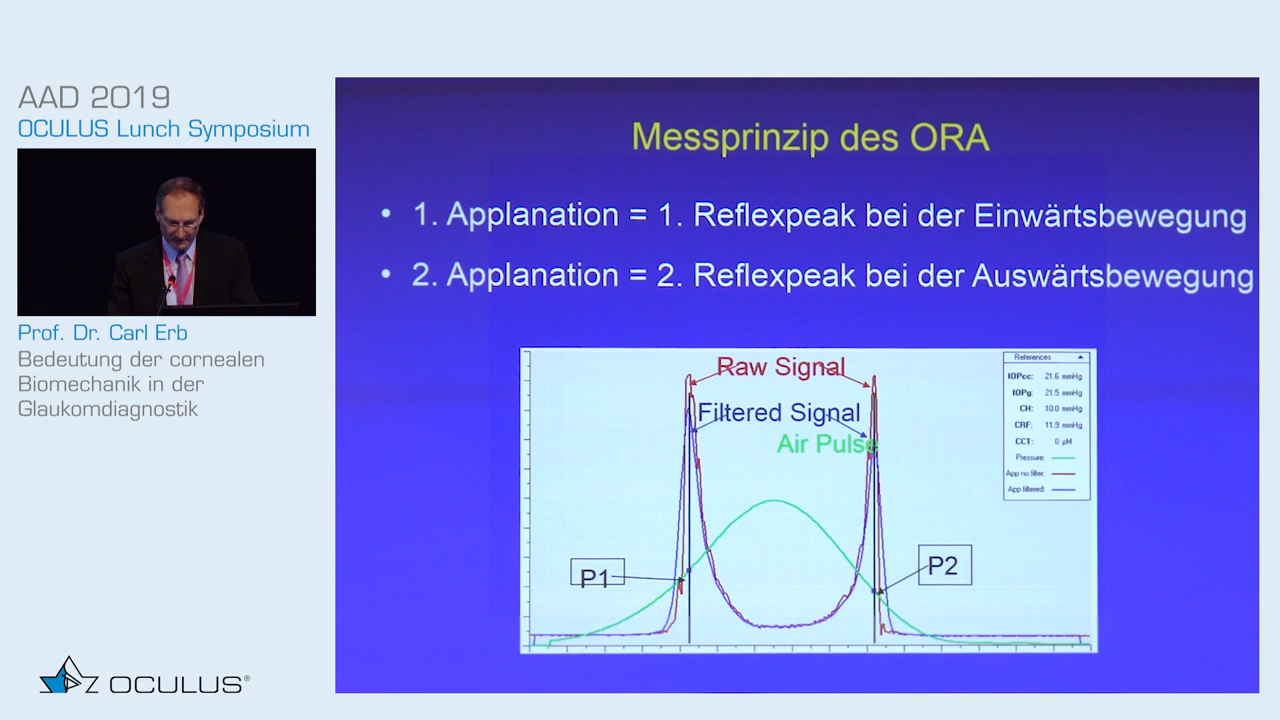 AAD 2019
OCULUS Lunch Symposium
Prof. Dr. Carl Erb
Bedeutung der cornealen
Biomechanik in der
Glaukomdiagnostik
OCULUS®
Messprinzip des ORA
• 1. Applanation = 1. Reflexpeak bei der Einwärtsbewegung
• 2. Applanation = 2. Reflexpeak bei der Auswärtsbewegung
Raw Signal
Filtered Signal
Air Pulse
P1
P2
References
IOPcc: 21.6 mmHg
IOPg: 21.5 mmHg
CH: 10.0 mmHg
CRF: 11.9 mmHg
CCT: 0 µM
Pressure:
App no filter:
App filtered: